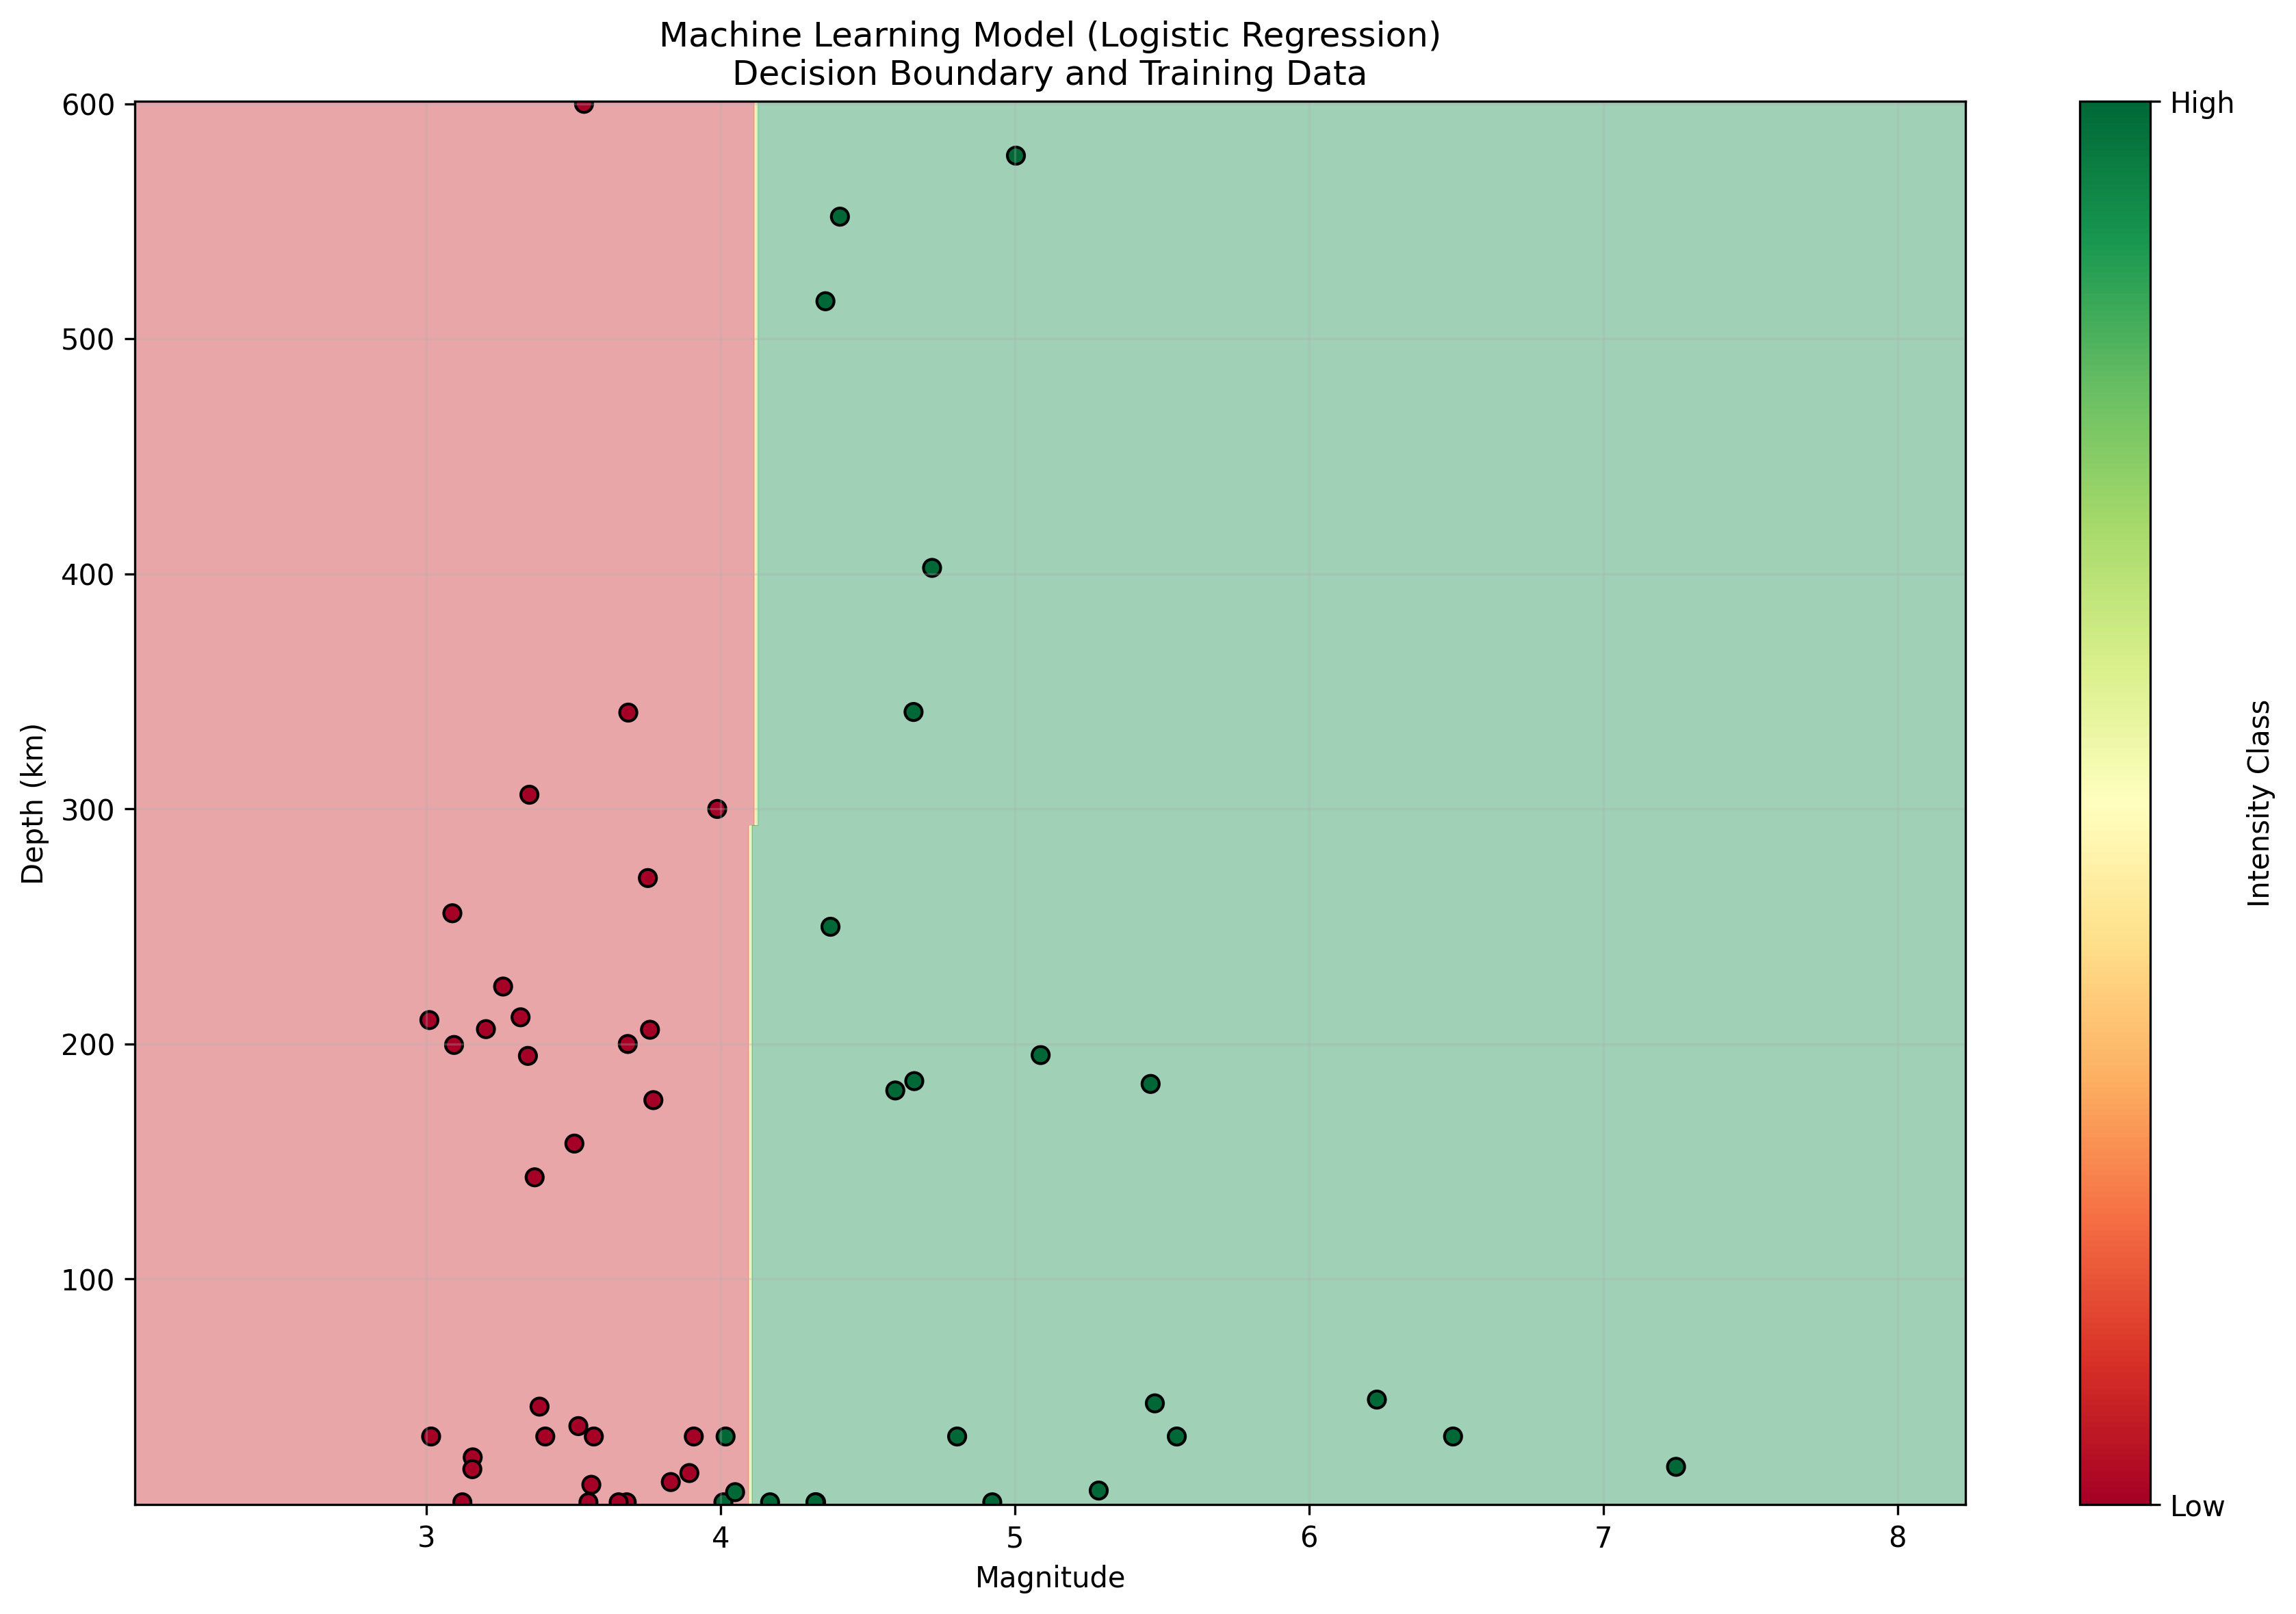 Machine Learning Model (Logistic Regression)
Decision Boundary and Training Data
600
500
400
300
200
100
Depth (km)
3
4
5
6
7
8
Magnitude
High
Low
Intensity Class